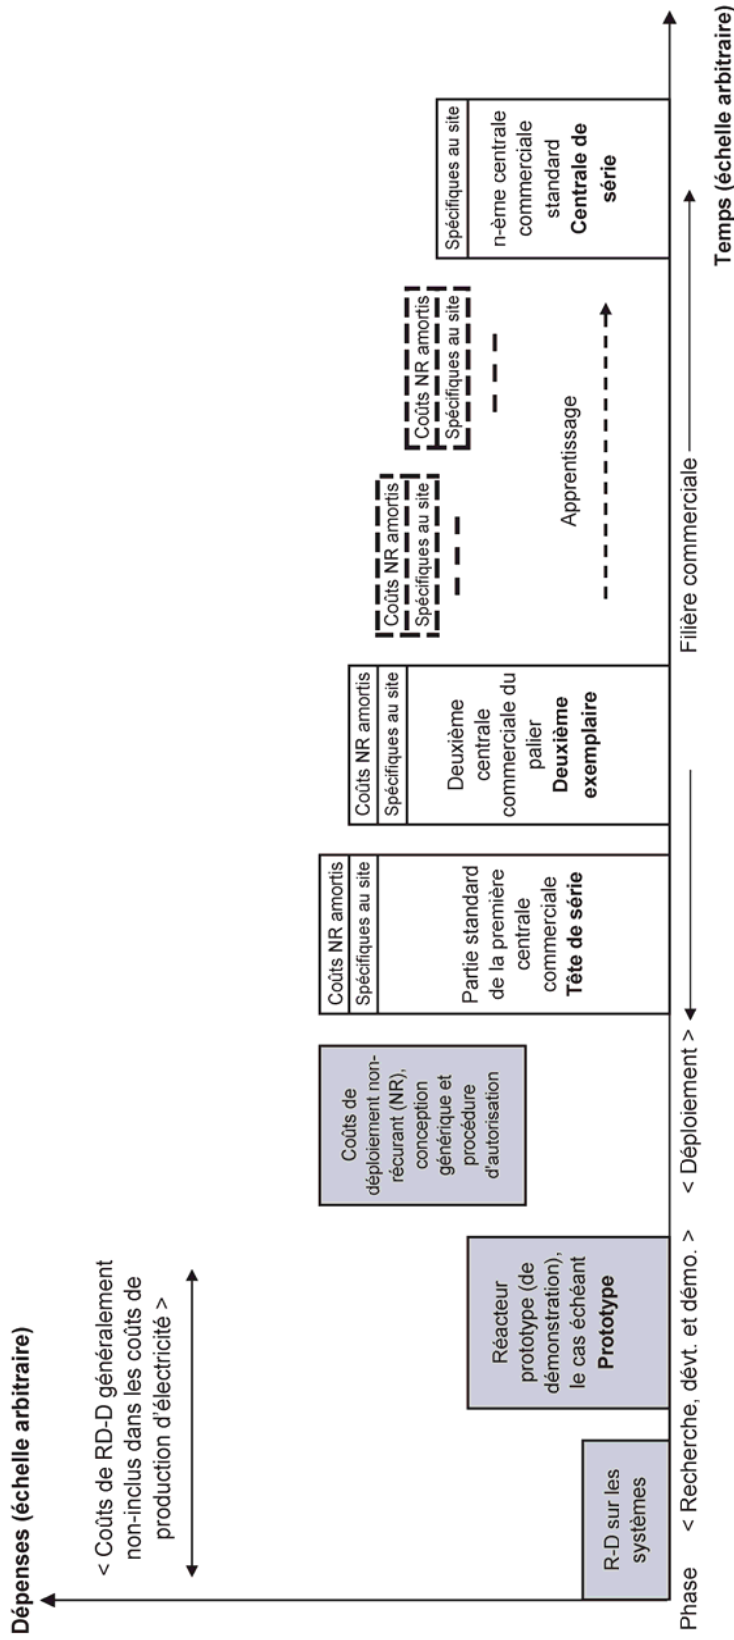 Dépenses (échelle arbitraire)
< Coûts de RD-D généralement
non-inclus dans les coûts de
production d'électricité >
R-D sur les
systèmes
Réacteur
prototype (de
démonstration),
le cas échéant
Prototype
Coûts de
déploiement non-
récurant (NR),
conception
générique et
procédure
d'autorisation
Coûts NR amortis
Spécifiques au site
Partie standard
de la première
centrale
commerciale
Tête de série
Coûts NR amortis
Spécifiques au site
Deuxième
centrale
commerciale du
palier
Deuxième
exemplaire
Coûts NR amortis
Spécifiques au site
Coûts NR amortis
Spécifiques au site
Apprentissage
Spécifiques au site
n-ème centrale
commerciale
standard
Centrale de
série
Phase
< Recherche, dévt. et démo. >
< Déploiement >
Filière commerciale
Temps (échelle arbitraire)